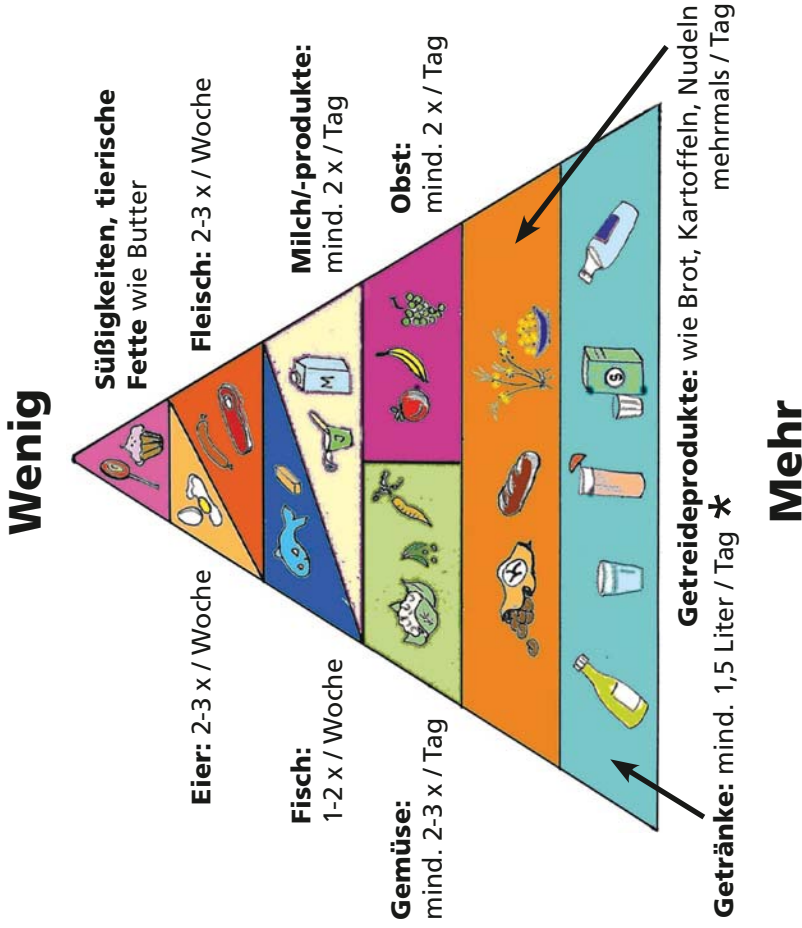 Wenig
Süßigkeiten, tierische
Fette wie Butter
Eier: 2-3 x / Woche
Fleisch: 2-3 x / Woche
Fisch:
1-2 x / Woche
Milch/-produkte:
mind. 2 x / Tag
Gemüse:
mind. 2-3 x / Tag
Obst:
mind. 2 x / Tag
M
K
S
Getreideprodukte: wie Brot, Kartoffeln, Nudeln
mehrmals / Tag
Getränke: mind. 1,5 Liter / Tag *
Mehr